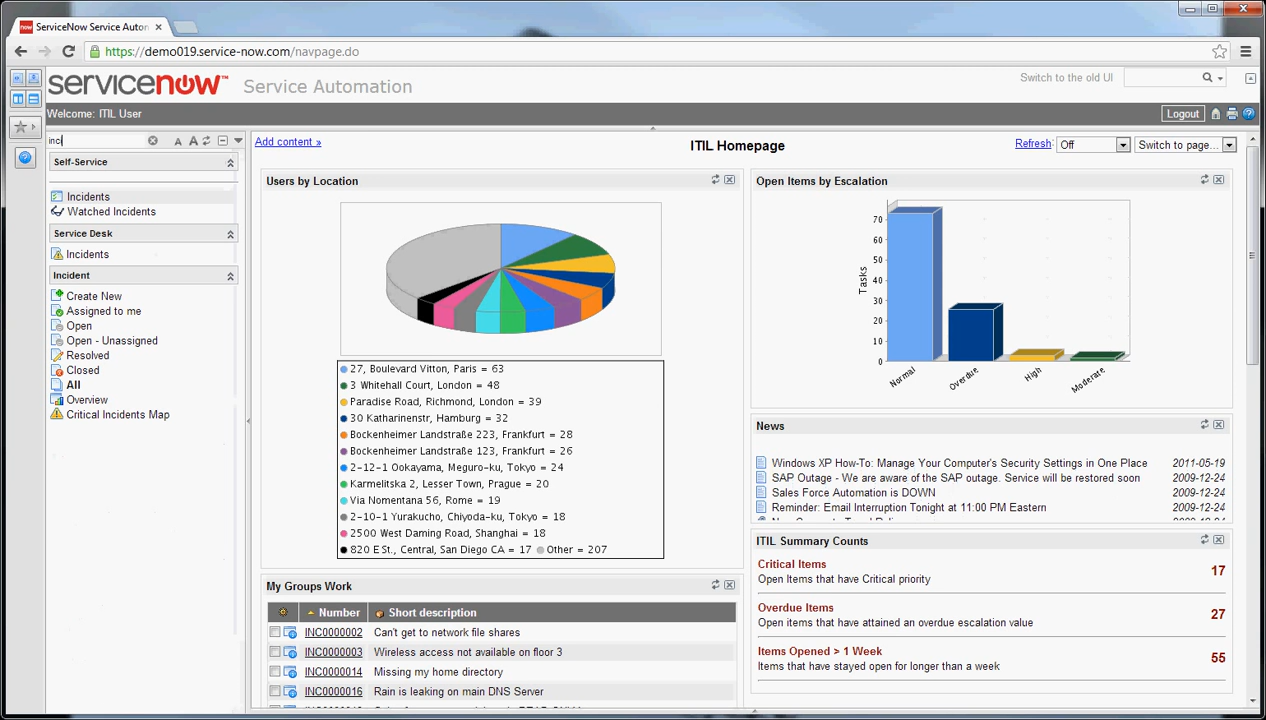 ServiceNow Service Auton
https://demo019.service-now.com/navpage.do
servicenow™ Service Automation
Switch to the old UI
Welcome: ITIL User
Logout
inc
A A
Self-Service
Incidents
Watched Incidents
Service Desk
Incidents
Incident
Create New
Assigned to me
Open
Open - Unassigned
Resolved
Closed
All
Overview
Critical Incidents Map
Add content »
ITIL Homepage
Refresh: Off
Switch to page...
Users by Location
27, Boulevard Vitton, Paris = 63
3 Whitehall Court, London = 48
Paradise Road, Richmond, London = 39
30 Katharinenstr, Hamburg = 32
Bockenheimer Landstraße 223, Frankfurt = 28
Bockenheimer Landstraße 123, Frankfurt = 26
2-12-1 Ookayama, Meguro-ku, Tokyo = 24
Karmelitska 2, Lesser Town, Prague = 20
Via Nomentana 56, Rome = 19
2-10-1 Yurakucho, Chiyoda-ku, Tokyo = 18
2500 West Daming Road, Shanghai = 18
820 E St., Central, San Diego CA = 17 Other = 207
My Groups Work
Number Short description
INC0000002 Can't get to network file shares
INC0000003 Wireless access not available on floor 3
INC0000014 Missing my home directory
INC0000016 Rain is leaking on main DNS Server
Open Items by Escalation
Tasks
70
60
50
40
30
20
10
0
Normal
Overdue
High
Moderate
News
Windows XP How-To: Manage Your Computer's Security Settings in One Place 2011-05-19
SAP Outage - We are aware of the SAP outage. Service will be restored soon 2009-12-24
Sales Force Automation is DOWN 2009-12-24
Reminder: Email Interruption Tonight at 11:00 PM Eastern 2009-12-24
ITIL Summary Counts
Critical Items
Open Items that have Critical priority
17
Overdue Items
Open items that have attained an overdue escalation value
27
Items Opened > 1 Week
Items that have stayed open for longer than a week
55